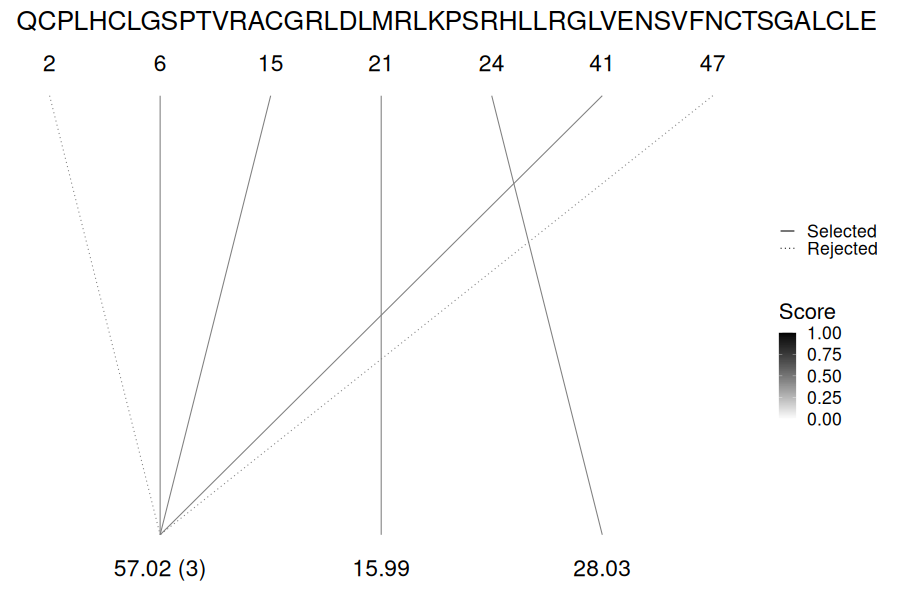 QCPLHCLGSPTVRACGRLDLMRLKPSRHLLRGLVENSVFNCTSGALCLE
2 6 15 21 24 41 47
Selected
Rejected
Score
1.00
0.75
0.50
0.25
0.00
57.02 (3) 15.99 28.03